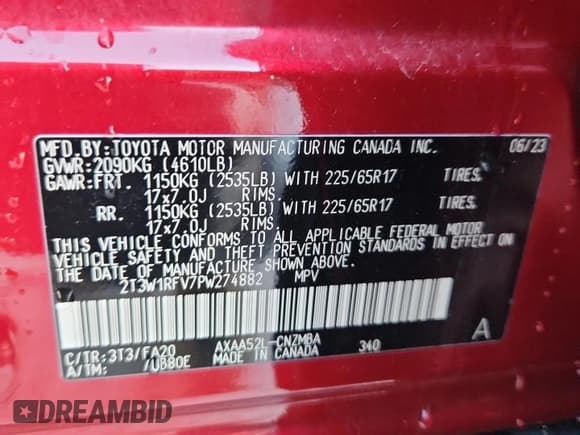 MFD.BY:TOYOTA MOTOR MANUFACTURING CANADA INC. 06/23
GVWR:2090KG (4610LB)
GAWR:FRT. 1150KG (2535LB) WITH 225/65R17 TIRES,
17x7.0J RIMS.
RR. 1150KG (2535LB) WITH 225/65R17 TIRES,
17x7.0J RIMS.
THIS VEHICLE CONFORMS TO ALL APPLICABLE FEDERAL MOTOR
VEHICLE SAFETY AND THEFT PREVENTION STANDARDS IN EFFECT ON
THE DATE OF MANUFACTURE SHOWN ABOVE.
2T3W1RFV7PW274882 MPV
C/TR:3T3/FA20 AXAA52L-CNZMBA 340 A
A/TM: /UB80E MADE IN CANADA
DREAMBID